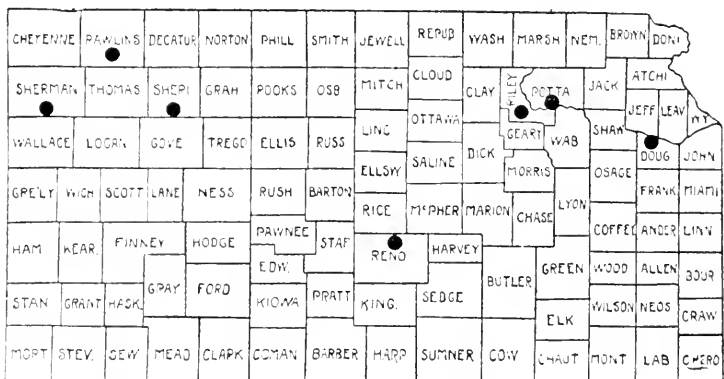 CHEYENNE RAWLINS DECATUR NORTON PHILL SMITH JEWELL REPUB WASH MARSH NEM. BROWN DONI
SHERMAN THOMAS SHERI GRAH ROOKS OSB MITCH CLOUD CLAY RILEY POTTA JACK ATCHI
JEFF LEAV WY
WALLACE LOGAN GOVE TREGO ELLIS RUSS LINC OTTAWA DICK GEARY WAB SHAW DOUG JOHN
ELLSW SALINE MORRIS OSAGE
GRE'LY WICH SCOTT LANE NESS RUSH BARTON RICE McPHER MARION CHASE LYON FRANK MIAMI
HAM KEAR. FINNEY HODGE PAWNEE STAF RENO HARVEY COFFEE ANDER LINN
EDW.
STAN GRANT HASK. GRAY FORD KIOWA PRATT KING. SEDGE BUTLER GREEN WOOD ALLEN BOUR
ELK WILSON NEOS. CRAW
MORT STEV. SEW MEAD CLARK COMAN BARBER HARP SUMNER COW CHAUT MONT LAB CHERO